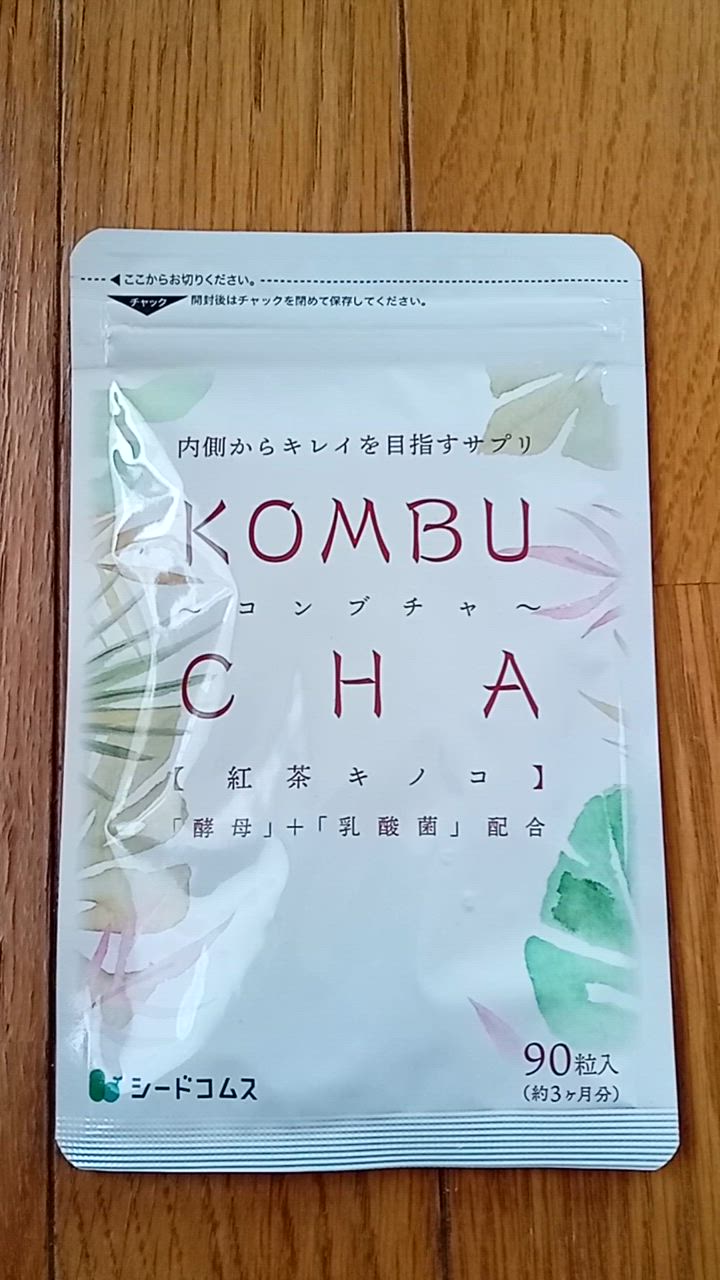 ここからお切りください。
チャック 開封後はチャックを閉めて保存してください。
内側からキレイを目指すサプリ
KOMBU
～コンブチャ～
CHA
【紅茶キノコ】
「酵母」＋「乳酸菌」配合
90粒入
(約3ヶ月分)
シードコムス